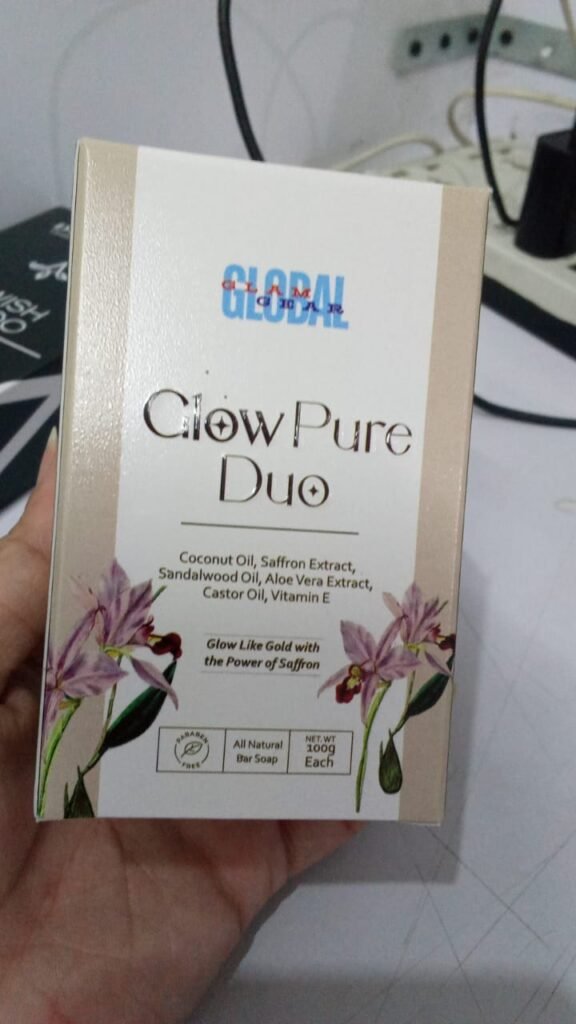 GLOBAL
GLAM
GEAR
Glow Pure
Duo
Coconut Oil, Saffron Extract,
Sandalwood Oil, Aloe Vera Extract,
Castor Oil, Vitamin E
Glow Like Gold with
the Power of Saffron
PARABEN
FREE
All Natural
Bar Soap
NET. WT
100g
Each